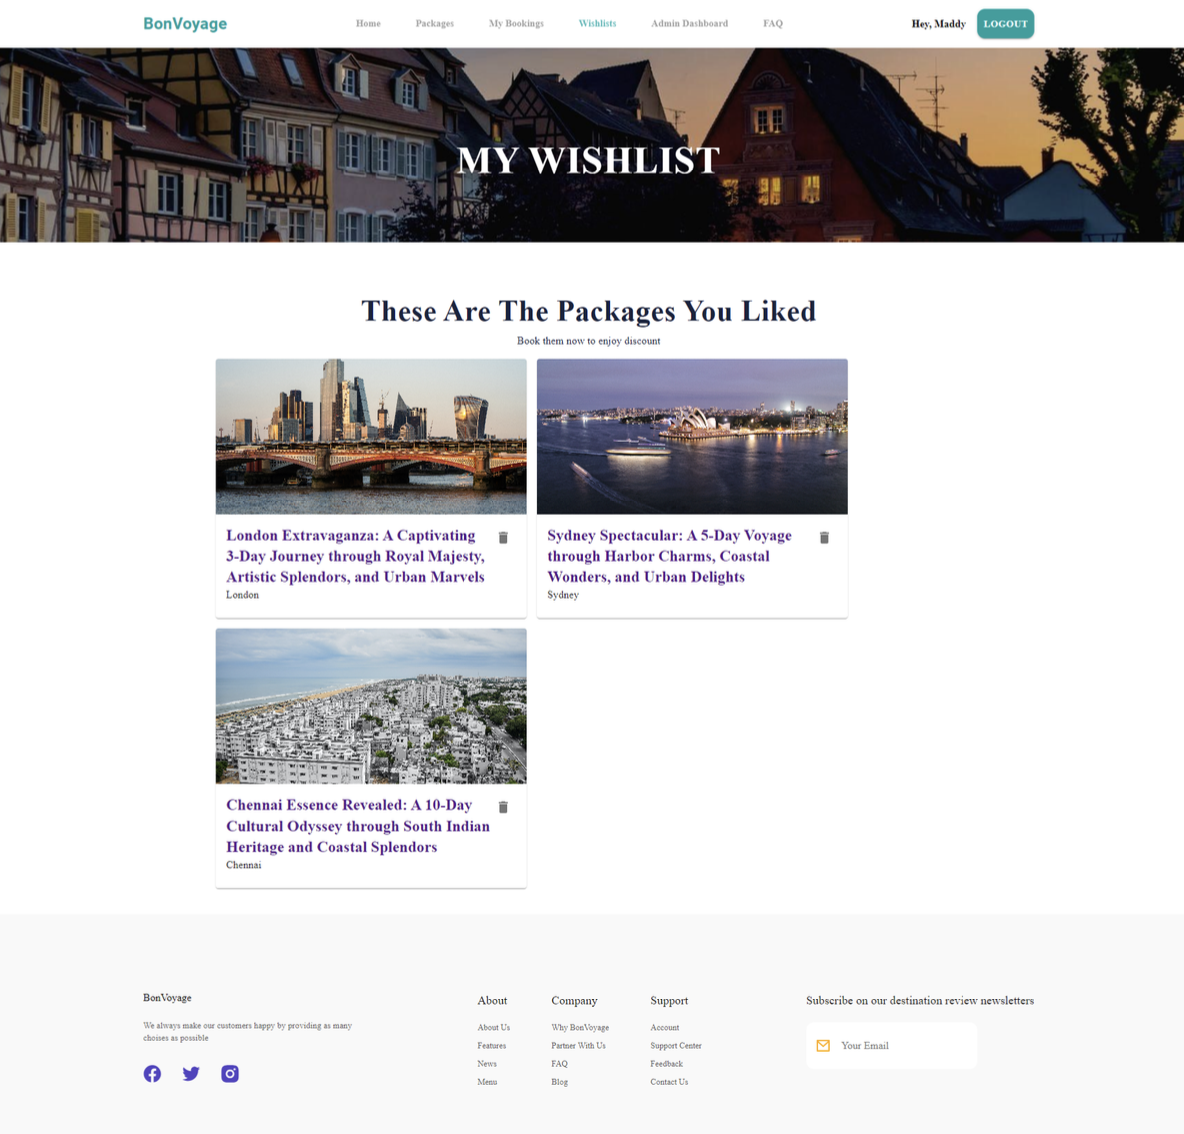 BonVoyage
Home Packages My Bookings Wishlists Admin Dashboard FAQ
Hey, Maddy LOGOUT
MY WISHLIST
These Are The Packages You Liked
Book them now to enjoy discount
London Extravaganza: A Captivating
3-Day Journey through Royal Majesty,
Artistic Splendors, and Urban Marvels
London
Sydney Spectacular: A 5-Day Voyage
through Harbor Charms, Coastal
Wonders, and Urban Delights
Sydney
Chennai Essence Revealed: A 10-Day
Cultural Odyssey through South Indian
Heritage and Coastal Splendors
Chennai
BonVoyage
We always make our customers happy by providing as many
choises as possible
About
About Us
Features
News
Menu
Company
Why BonVoyage
Partner With Us
FAQ
Blog
Support
Account
Support Center
Feedback
Contact Us
Subscribe on our destination review newsletters
Your Email